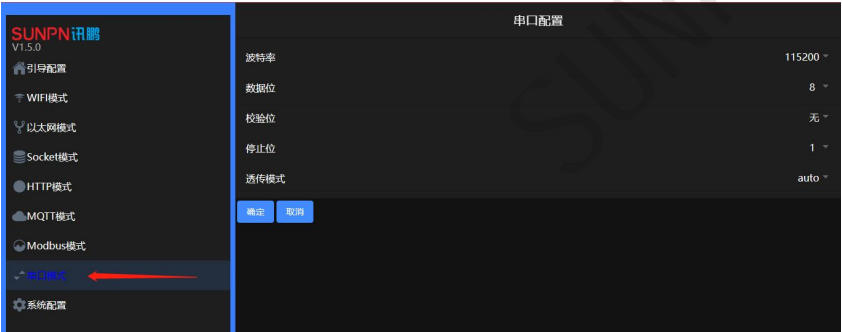 SUNPN讯鹏
V1.5.0
引导配置
WIFI模式
以太网模式
Socket模式
HTTP模式
MQTT模式
Modbus模式
串口模式
系统配置
串口配置
波特率 115200
数据位 8
校验位 无
停止位 1
透传模式 auto
确定 取消